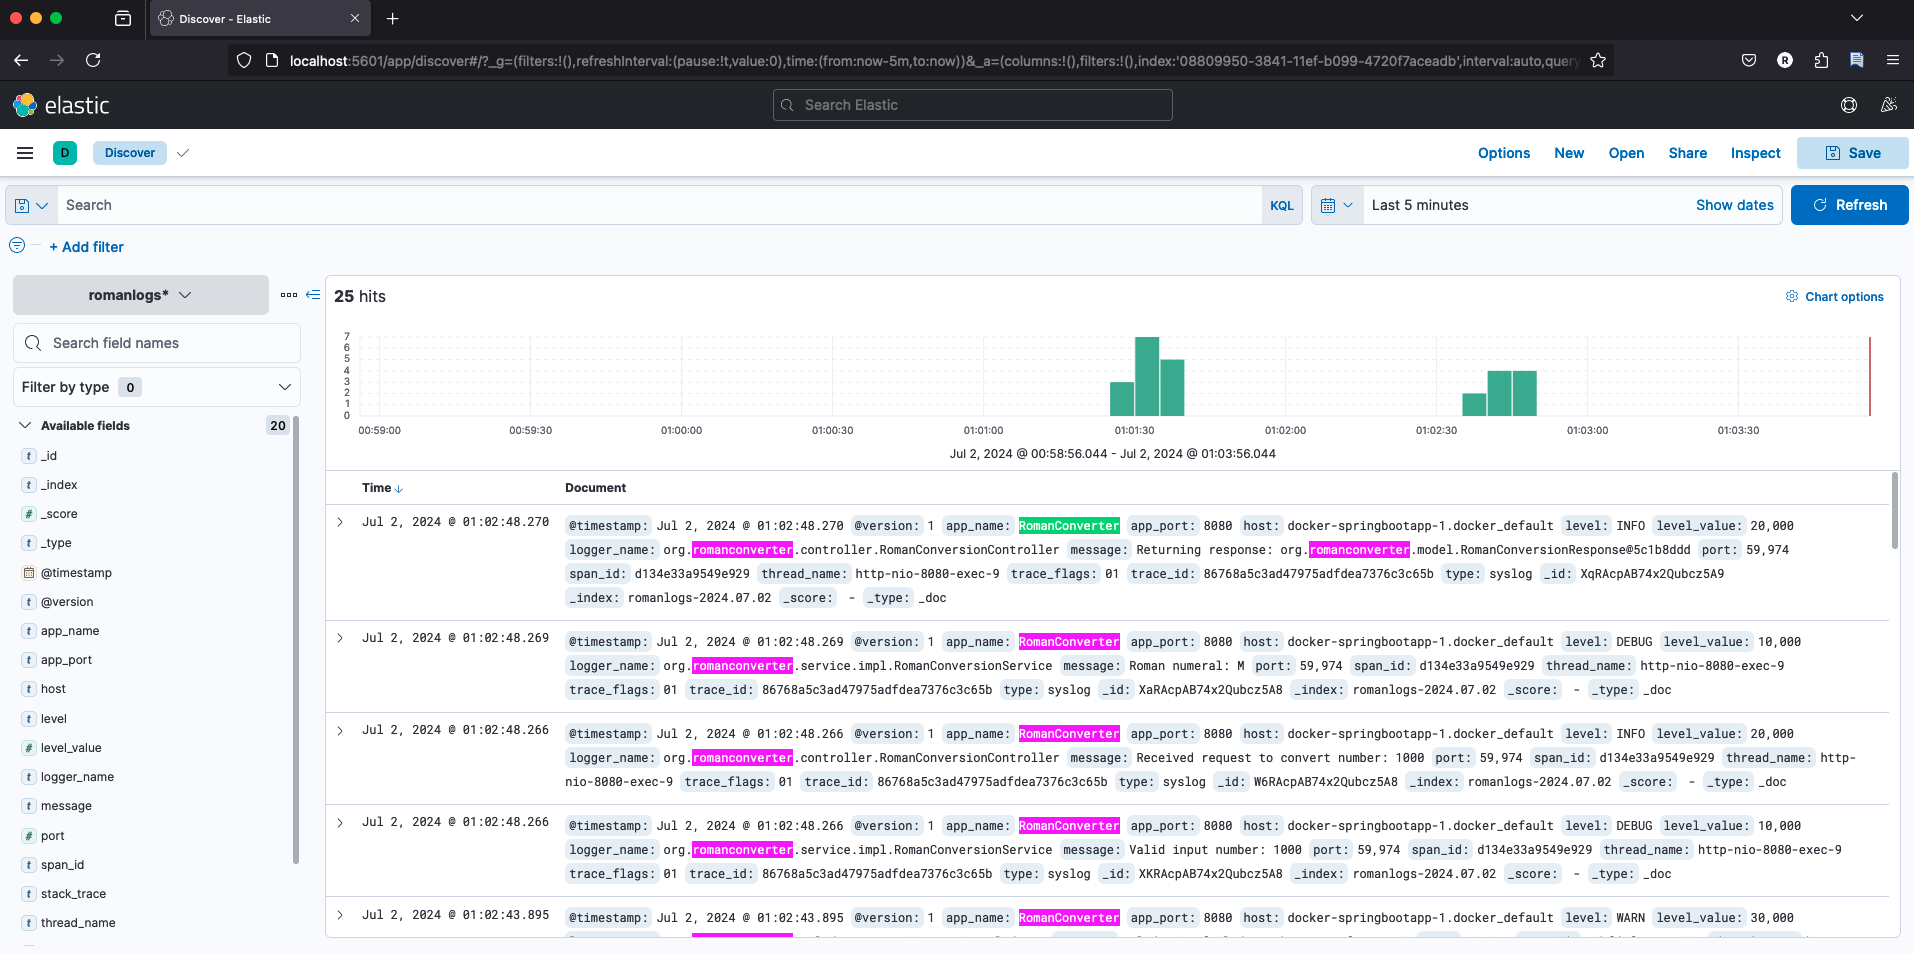 Discover - Elastic
localhost:5601/app/discover#/?_g=(filters:!(),refreshInterval:(pause:!t,value:0),time:(from:now-5m,to:now))&_a=(columns:!(),filters:!(),index:'08809950-3841-11ef-b099-4720f7aceadb',interval:auto,query
R
elastic
Search Elastic
D Discover Options New Open Share Inspect Save
Search KQL Last 5 minutes Show dates Refresh
+ Add filter
romanlogs*
Search field names
Filter by type 0
Available fields 20
t _id
t _index
# _score
t _type
@timestamp
t @version
t app_name
t app_port
t host
t level
# level_value
t logger_name
t message
# port
t span_id
t stack_trace
t thread_name
25 hits
Chart options
7
6
5
4
3
2
1
0
00:59:00 00:59:30 01:00:00 01:00:30 01:01:00 01:01:30 01:02:00 01:02:30 01:03:00 01:03:30
Jul 2, 2024 @ 00:58:56.044 - Jul 2, 2024 @ 01:03:56.044
Time Document
Jul 2, 2024 @ 01:02:48.270 @timestamp: Jul 2, 2024 @ 01:02:48.270 @version: 1 app_name: RomanConverter app_port: 8080 host: docker-springbootapp-1.docker_default level: INFO level_value: 20,000
logger_name: org.romanconverter.controller.RomanConversionController message: Returning response: org.romanconverter.model.RomanConversionResponse@5c1b8ddd port: 59,974
span_id: d134e33a9549e929 thread_name: http-nio-8080-exec-9 trace_flags: 01 trace_id: 86768a5c3ad47975adfdea7376c3c65b type: syslog _id: XqRAcpAB74x2Qubcz5A9
_index: romanlogs-2024.07.02 _score: - _type: _doc
Jul 2, 2024 @ 01:02:48.269 @timestamp: Jul 2, 2024 @ 01:02:48.269 @version: 1 app_name: RomanConverter app_port: 8080 host: docker-springbootapp-1.docker_default level: DEBUG level_value: 10,000
logger_name: org.romanconverter.service.impl.RomanConversionService message: Roman numeral: M port: 59,974 span_id: d134e33a9549e929 thread_name: http-nio-8080-exec-9
trace_flags: 01 trace_id: 86768a5c3ad47975adfdea7376c3c65b type: syslog _id: XaRAcpAB74x2Qubcz5A8 _index: romanlogs-2024.07.02 _score: - _type: _doc
Jul 2, 2024 @ 01:02:48.266 @timestamp: Jul 2, 2024 @ 01:02:48.266 @version: 1 app_name: RomanConverter app_port: 8080 host: docker-springbootapp-1.docker_default level: INFO level_value: 20,000
logger_name: org.romanconverter.controller.RomanConversionController message: Received request to convert number: 1000 port: 59,974 span_id: d134e33a9549e929 thread_name: http-
nio-8080-exec-9 trace_flags: 01 trace_id: 86768a5c3ad47975adfdea7376c3c65b type: syslog _id: W6RAcpAB74x2Qubcz5A8 _index: romanlogs-2024.07.02 _score: - _type: _doc
Jul 2, 2024 @ 01:02:48.266 @timestamp: Jul 2, 2024 @ 01:02:48.266 @version: 1 app_name: RomanConverter app_port: 8080 host: docker-springbootapp-1.docker_default level: DEBUG level_value: 10,000
logger_name: org.romanconverter.service.impl.RomanConversionService message: Valid input number: 1000 port: 59,974 span_id: d134e33a9549e929 thread_name: http-nio-8080-exec-9
trace_flags: 01 trace_id: 86768a5c3ad47975adfdea7376c3c65b type: syslog _id: XKRAcpAB74x2Qubcz5A8 _index: romanlogs-2024.07.02 _score: - _type: _doc
Jul 2, 2024 @ 01:02:43.895 @timestamp: Jul 2, 2024 @ 01:02:43.895 @version: 1 app_name: RomanConverter app_port: 8080 host: docker-springbootapp-1.docker_default level: WARN level_value: 30,000